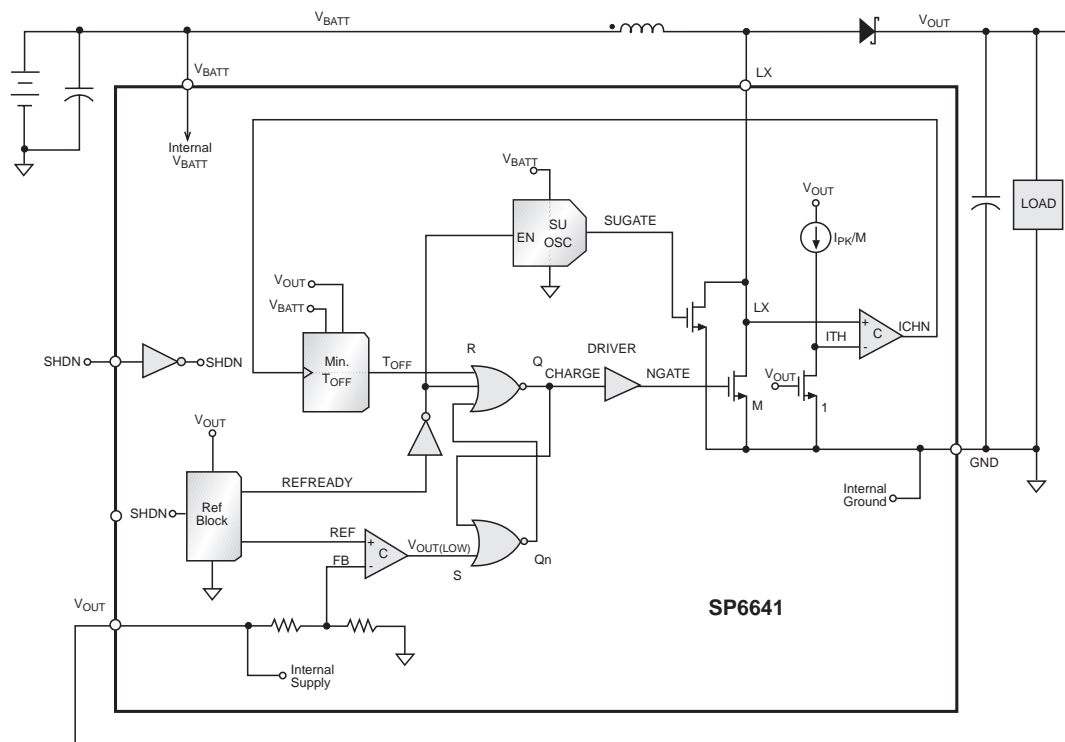 VBATT
VOUT
VBATT
LX
Internal
VBATT
VBATT
VOUT
LOAD
EN
SU
OSC
SUGATE
IPK/M
VOUT
VBATT
LX
ITH
C
ICHN
+
-
SHDN
SHDN
Min.
TOFF
TOFF
R
Q
CHARGE
DRIVER
NGATE
VOUT
M
1
VOUT
REFREADY
GND
Internal
Ground
SHDN
Ref
Block
REF
FB
+
-
C
VOUT(LOW)
S
Qn
VOUT
SP6641
Internal
Supply